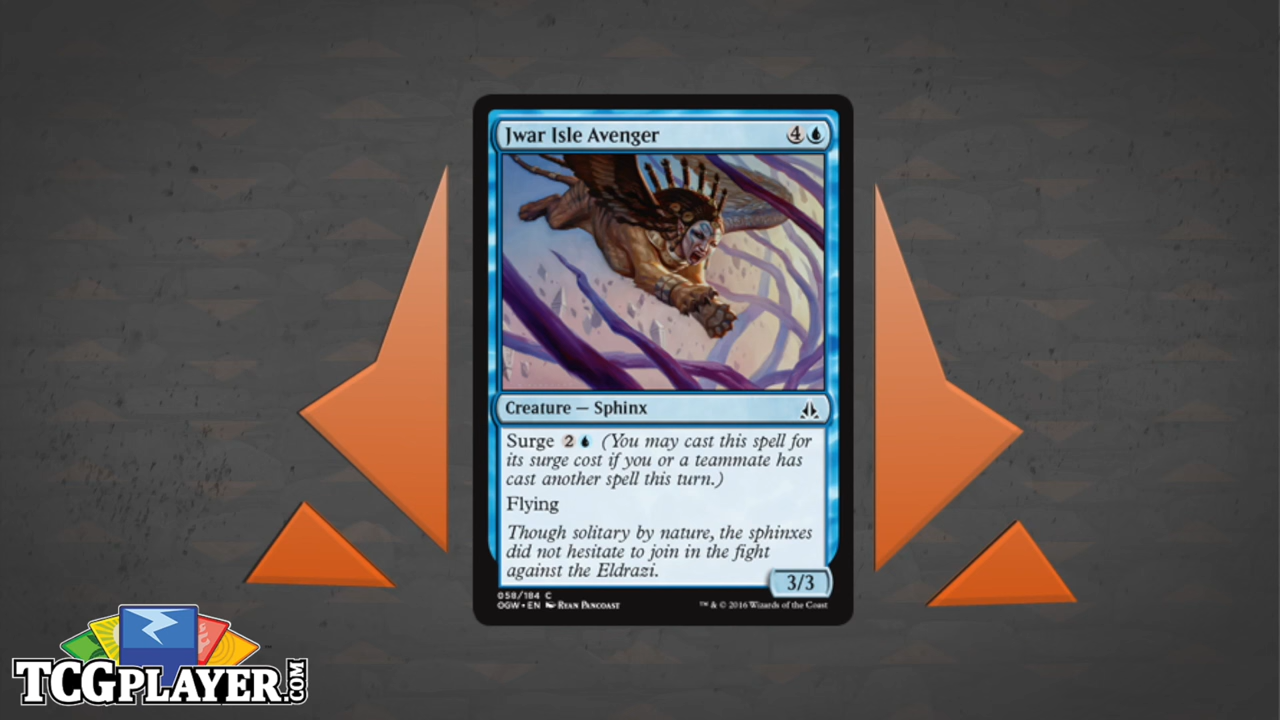 Jwar Isle Avenger 4
Creature — Sphinx
Surge 2 (You may cast this spell for
its surge cost if you or a teammate has
cast another spell this turn.)
Flying
Though solitary by nature, the sphinxes
did not hesitate to join in the fight
against the Eldrazi.
3/3
058/184 C
OGW • EN Ryan Pancoast
™ & © 2016 Wizards of the Coast
TCGPLAYER.COM